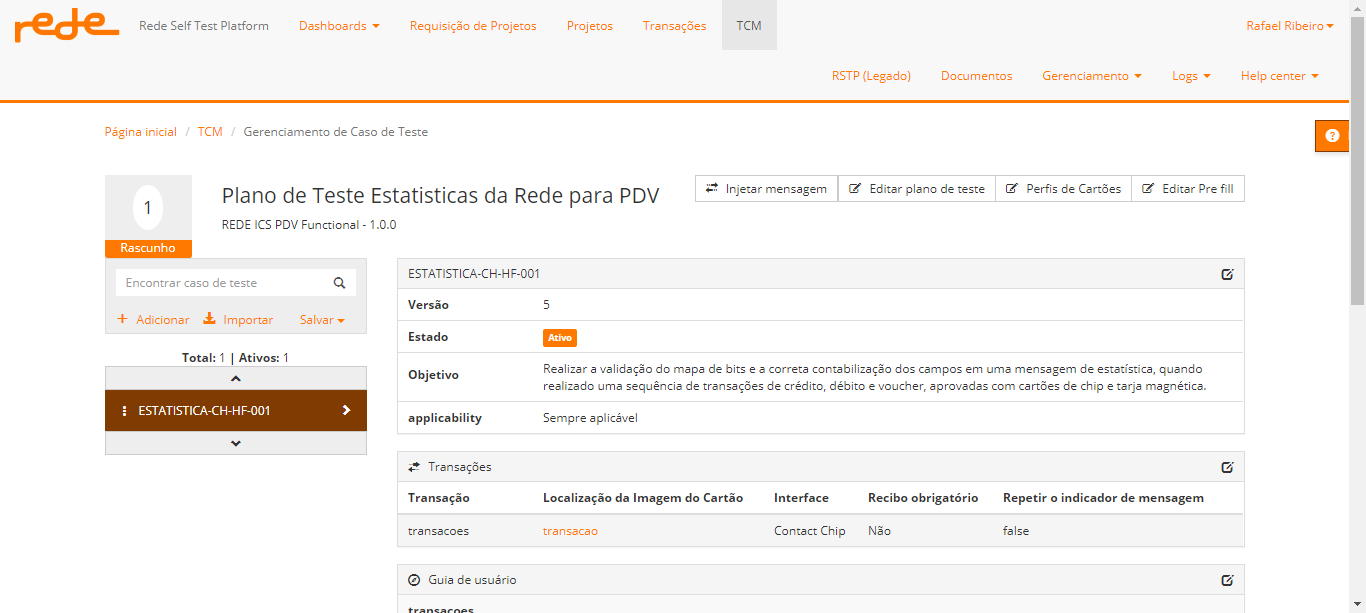 rede
Rede Self Test Platform
Dashboards
Requisição de Projetos
Projetos
Transações
TCM
Rafael Ribeiro
RSTP (Legado)
Documentos
Gerenciamento
Logs
Help center
Página inicial / TCM / Gerenciamento de Caso de Teste
?
1
Rascunho
Plano de Teste Estatisticas da Rede para PDV
REDE ICS PDV Functional - 1.0.0
Injetar mensagem
Editar plano de teste
Perfis de Cartões
Editar Pre fill
Encontrar caso de teste
+ Adicionar
Importar
Salvar
Total: 1 | Ativos: 1
ESTATISTICA-CH-HF-001
ESTATISTICA-CH-HF-001
Versão 5
Estado Ativo
Objetivo Realizar a validação do mapa de bits e a correta contabilização dos campos em uma mensagem de estatística, quando
realizado uma sequência de transações de crédito, débito e voucher, aprovadas com cartões de chip e tarja magnética.
applicability Sempre aplicável
Transações
Transação Localização da Imagem do Cartão Interface Recibo obrigatório Repetir o indicador de mensagem
transacoes transacao Contact Chip Não false
Guia de usuário
transacoes